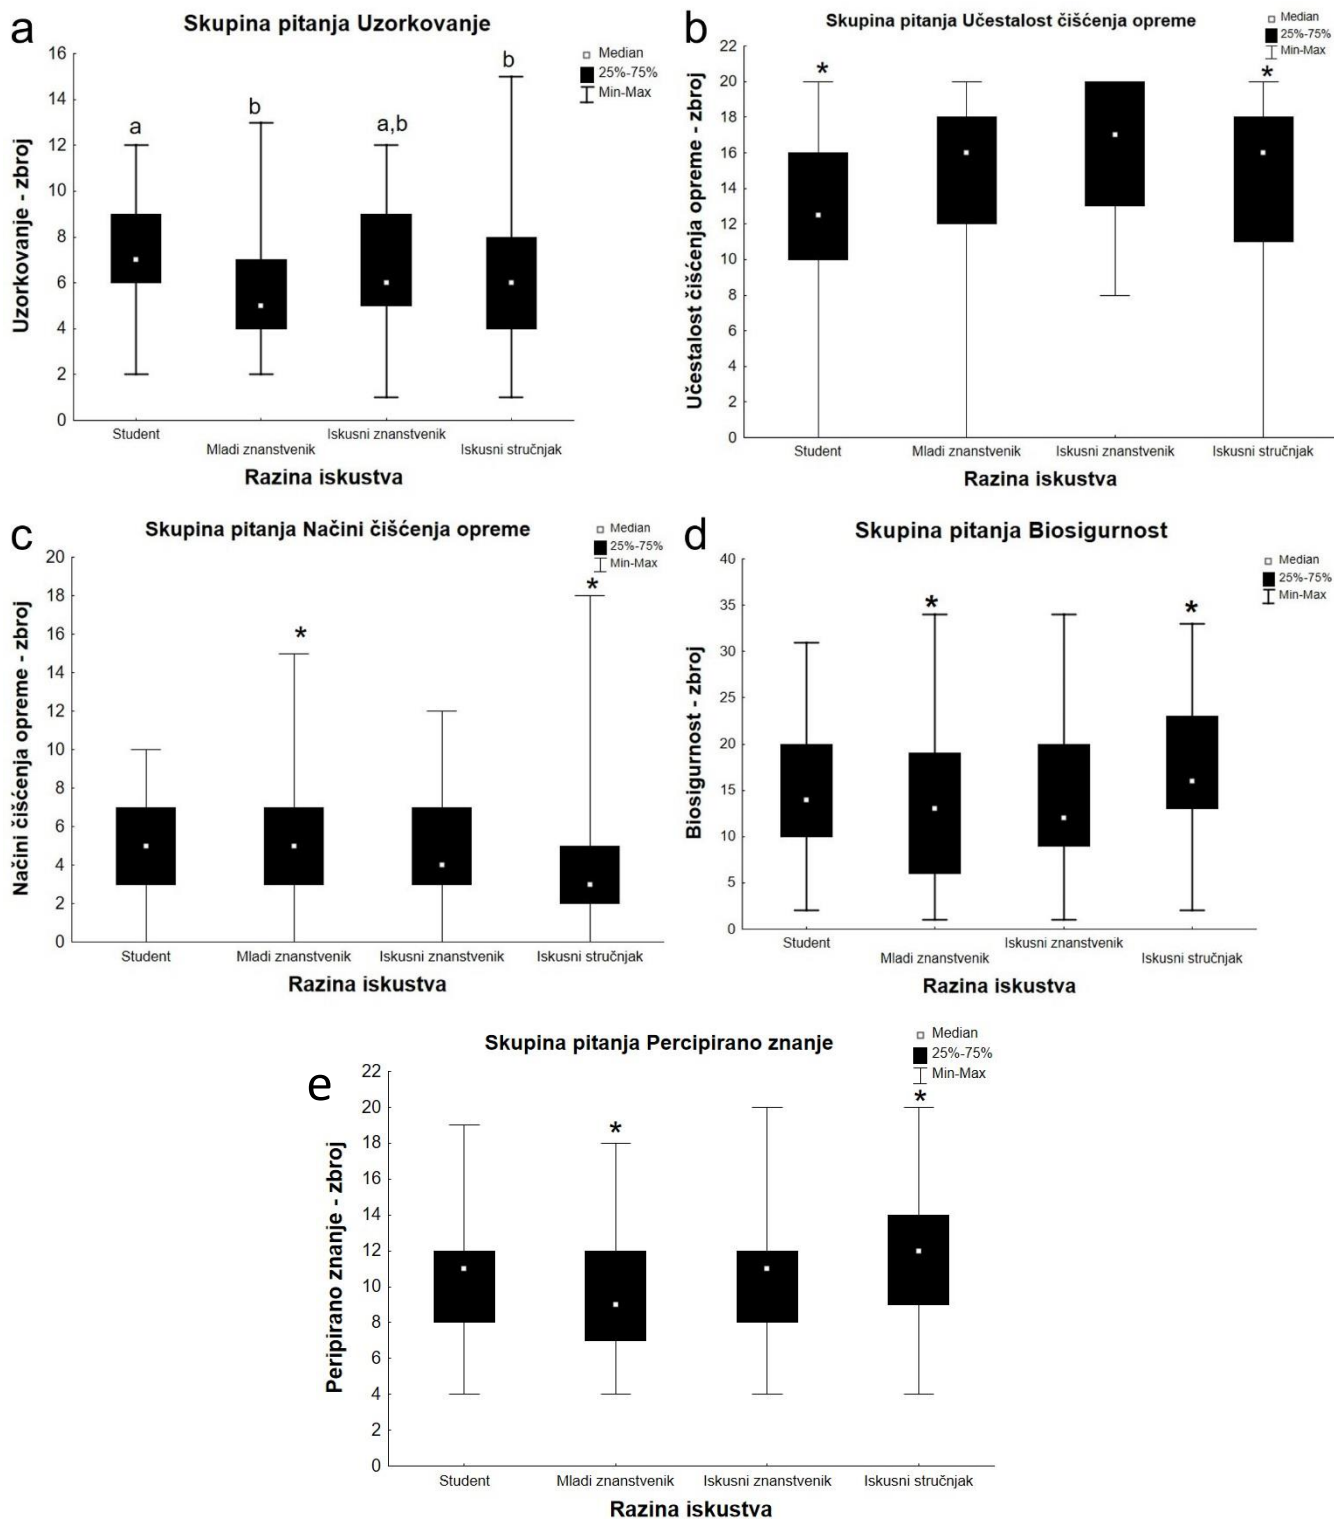 a
Skupina pitanja Uzorkovanje
Median
25%-75%
Min-Max
Uzorkovanje - zbroj
16
14
12
10
8
6
4
2
0
a
b
a,b
b
Student
Mladi znanstvenik
Iskusni znanstvenik
Iskusni stručnjak
Razina iskustva
b
Skupina pitanja Učestalost čišćenja opreme
Median
25%-75%
Min-Max
Učestalost čišćenja opreme - zbroj
22
20
18
16
14
12
10
8
6
4
2
0
*
*
Student
Mladi znanstvenik
Iskusni znanstvenik
Iskusni stručnjak
Razina iskustva
c
Skupina pitanja Načini čišćenja opreme
Median
25%-75%
Min-Max
Načini čišćenja opreme - zbroj
20
18
16
14
12
10
8
6
4
2
0
*
*
Student
Mladi znanstvenik
Iskusni znanstvenik
Iskusni stručnjak
Razina iskustva
d
Skupina pitanja Biosigurnost
Median
25%-75%
Min-Max
Biosigurnost - zbroj
40
35
30
25
20
15
10
5
0
*
*
Student
Mladi znanstvenik
Iskusni znanstvenik
Iskusni stručnjak
Razina iskustva
e
Skupina pitanja Percipirano znanje
Median
25%-75%
Min-Max
Peripirano znanje - zbroj
22
20
18
16
14
12
10
8
6
4
2
0
*
*
Student
Mladi znanstvenik
Iskusni znanstvenik
Iskusni stručnjak
Razina iskustva